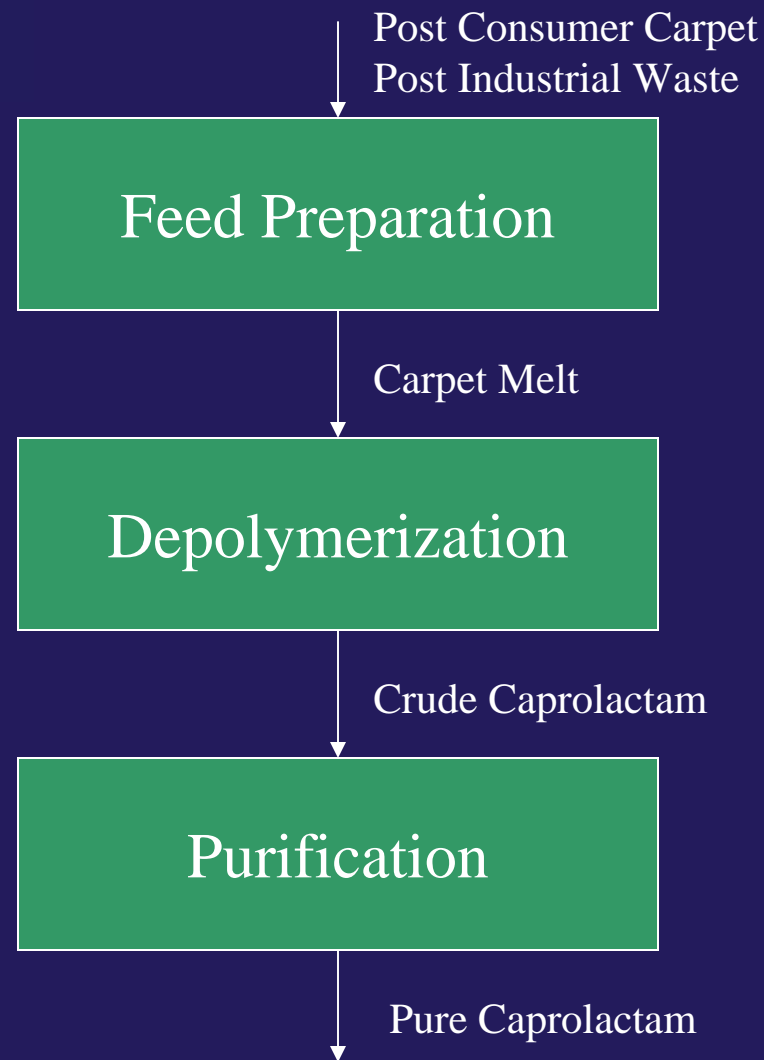 Post Consumer Carpet
Post Industrial Waste
Feed Preparation
Carpet Melt
Depolymerization
Crude Caprolactam
Purification
Pure Caprolactam